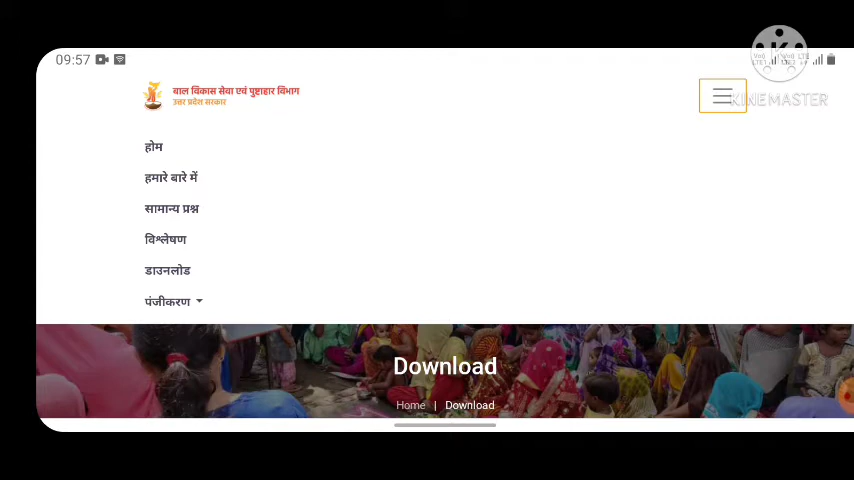 09:57
बाल विकास सेवा एवं पुष्टाहार विभाग
उत्तर प्रदेश सरकार
KINEMASTER
होम
हमारे बारे में
सामान्य प्रश्न
विश्लेषण
डाउनलोड
पंजीकरण
Download
Home | Download